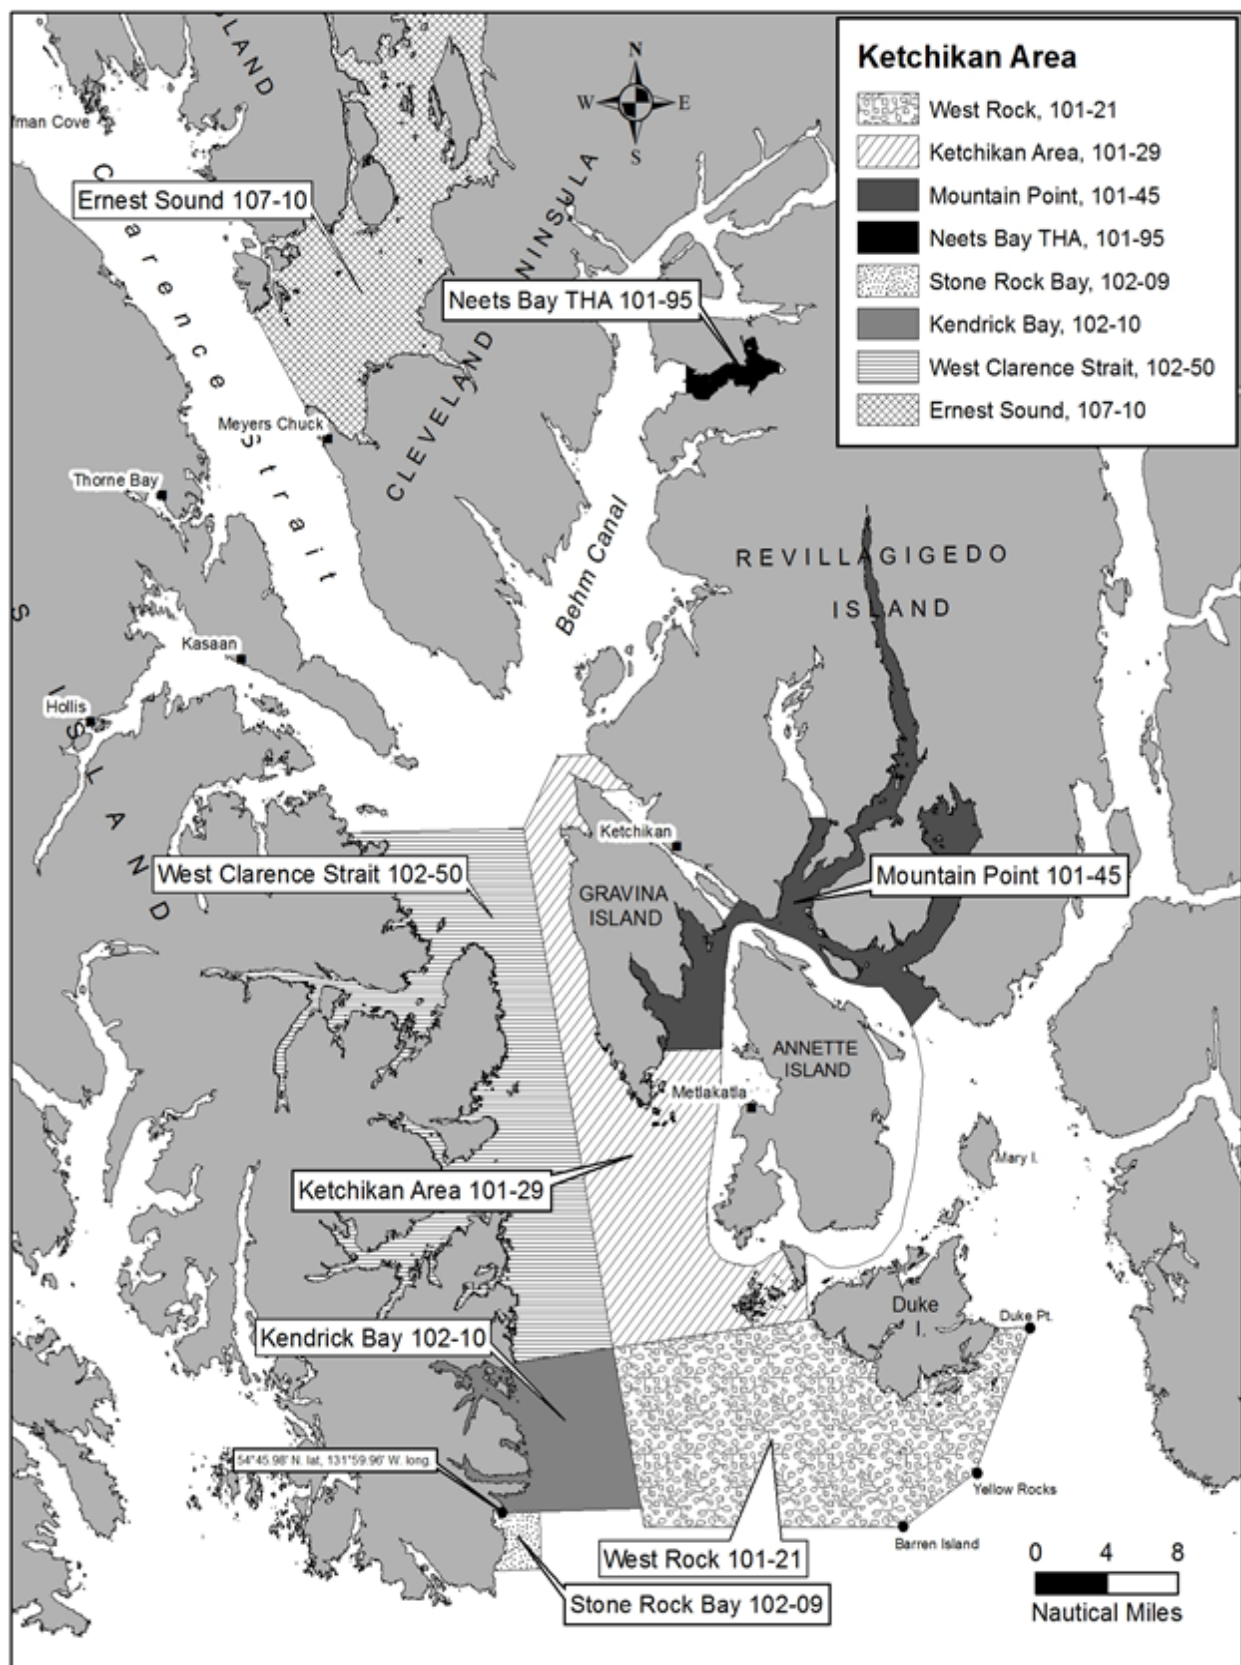 LAND
N
W E
S
Ketchikan Area
West Rock, 101-21
Ketchikan Area, 101-29
Mountain Point, 101-45
Neets Bay THA, 101-95
Stone Rock Bay, 102-09
Kendrick Bay, 102-10
West Clarence Strait, 102-50
Ernest Sound, 107-10
fman Cove
Clarence Strait
Ernest Sound 107-10
CLEVELAND NINSULA
Neets Bay THA 101-95
Meyers Chuck
Thorne Bay
Behm Canal
REVILLAGIGEDO
ISLAND
S
Kasaan
Hollis
ISLAND
Ketchikan
West Clarence Strait 102-50
GRAVINA
ISLAND
Mountain Point 101-45
ANNETTE
ISLAND
Metlakatla
Mary I.
Ketchikan Area 101-29
Duke
I.
Duke Pt.
Kendrick Bay 102-10
54°45.98' N. lat, 131°59.96' W. long.
Yellow Rocks
Barren Island
West Rock 101-21
Stone Rock Bay 102-09
0 4 8
Nautical Miles